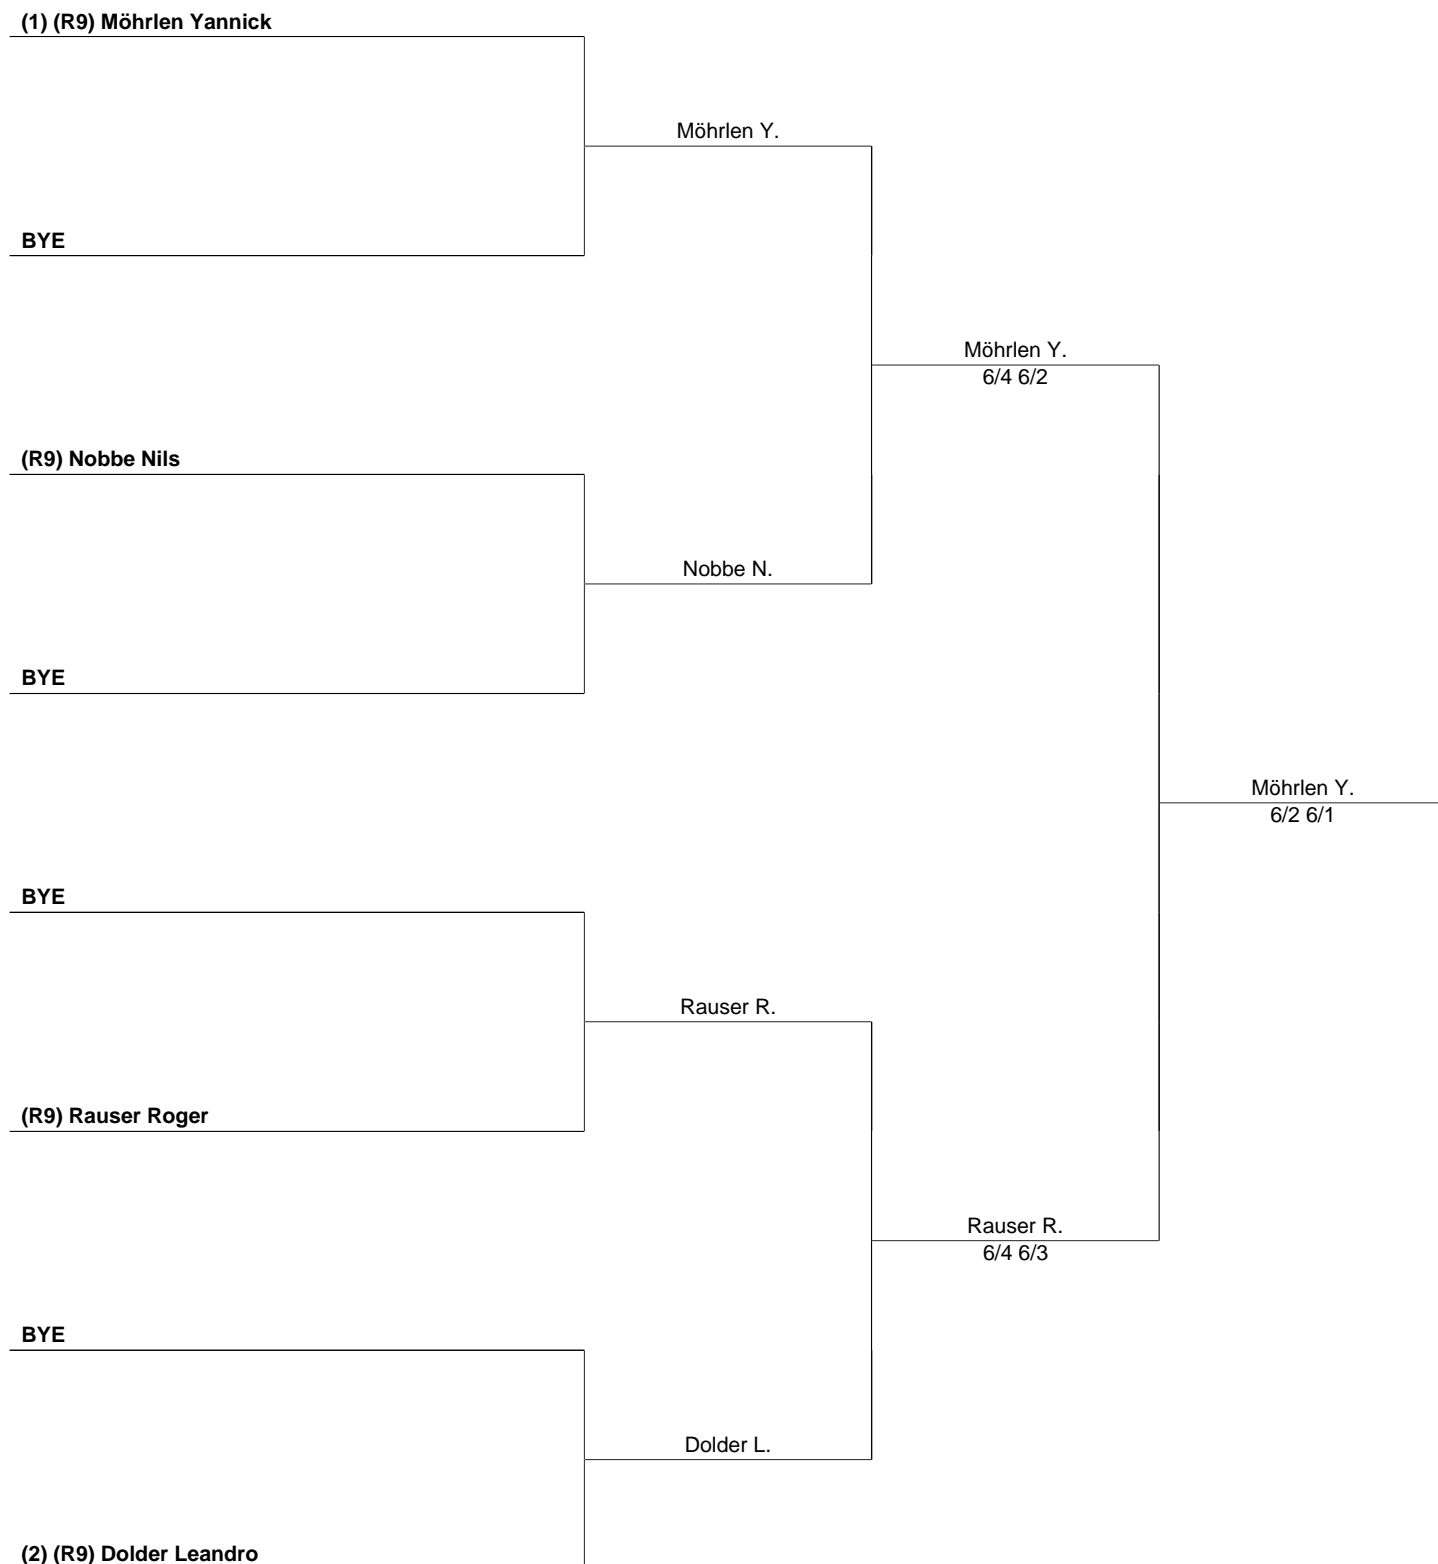 (1) (R9) Möhrlen Yannick
Möhrlen Y.
BYE
Möhrlen Y.
6/4 6/2
(R9) Nobbe Nils
Nobbe N.
BYE
Möhrlen Y.
6/2 6/1
BYE
Rauser R.
(R9) Rauser Roger
Rauser R.
6/4 6/3
BYE
Dolder L.
(2) (R9) Dolder Leandro